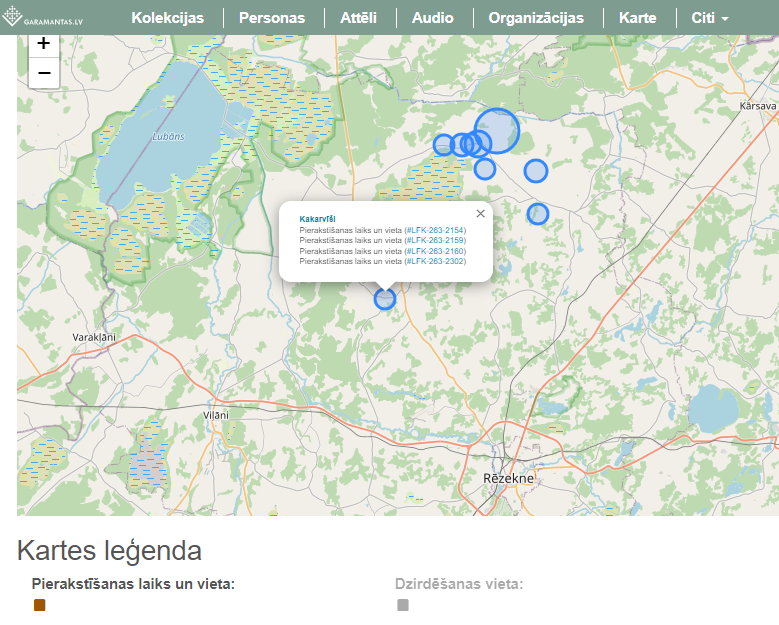 GARAMANTAS.LV Kolekcijas Personas Attēli Audio Organizācijas Karte Citi
+
−
Kārsava
Lubāns
Kakarvīši
×
Pierakstīšanas laiks un vieta (#LFK-263-2154)
Pierakstīšanas laiks un vieta (#LFK-263-2159)
Pierakstīšanas laiks un vieta (#LFK-263-2160)
Pierakstīšanas laiks un vieta (#LFK-263-2302)
Varakļāni
Viļāni
Rēzekne
Kartes leģenda
Pierakstīšanas laiks un vieta: Dzirdēšanas vieta: